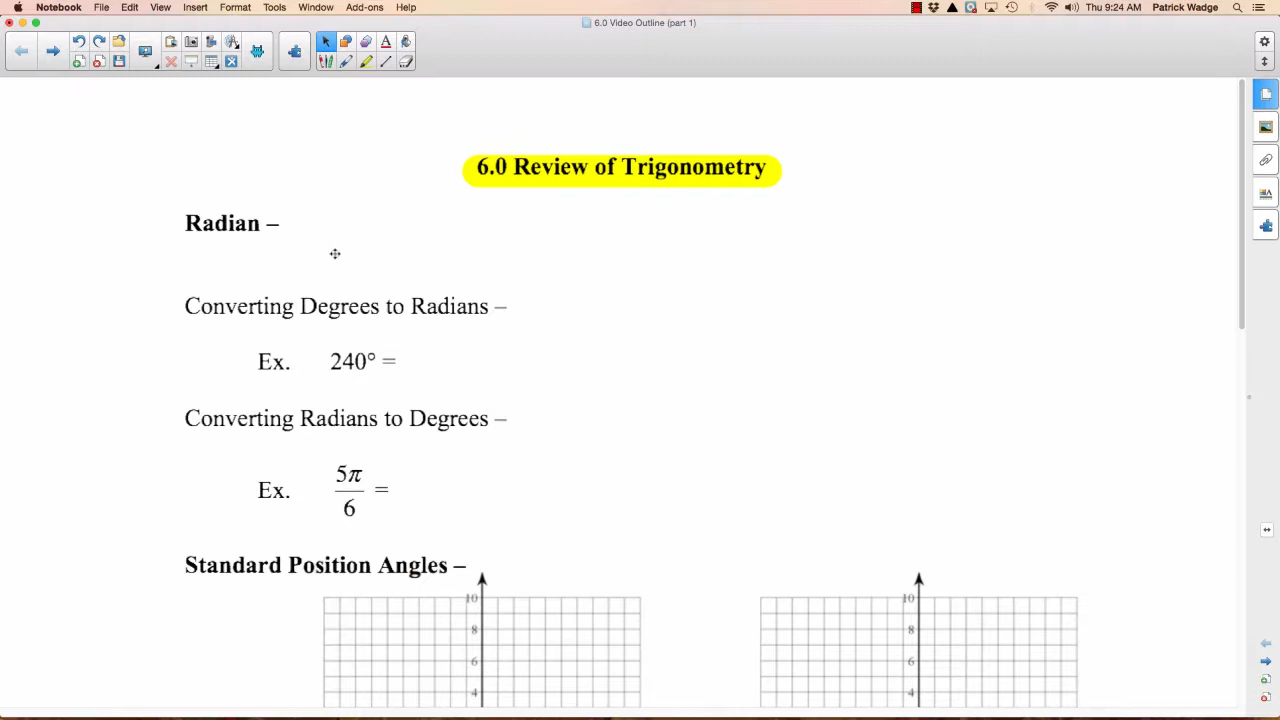 Notebook File Edit View Insert Format Tools Window Add-ons Help Thu 9:24 AM Patrick Wadge
6.0 Video Outline (part 1)
6.0 Review of Trigonometry
Radian –
Converting Degrees to Radians –
Ex. 240° =
Converting Radians to Degrees –
Ex. 5π/6 =
Standard Position Angles –
10 10
8 8
6 6
4 4